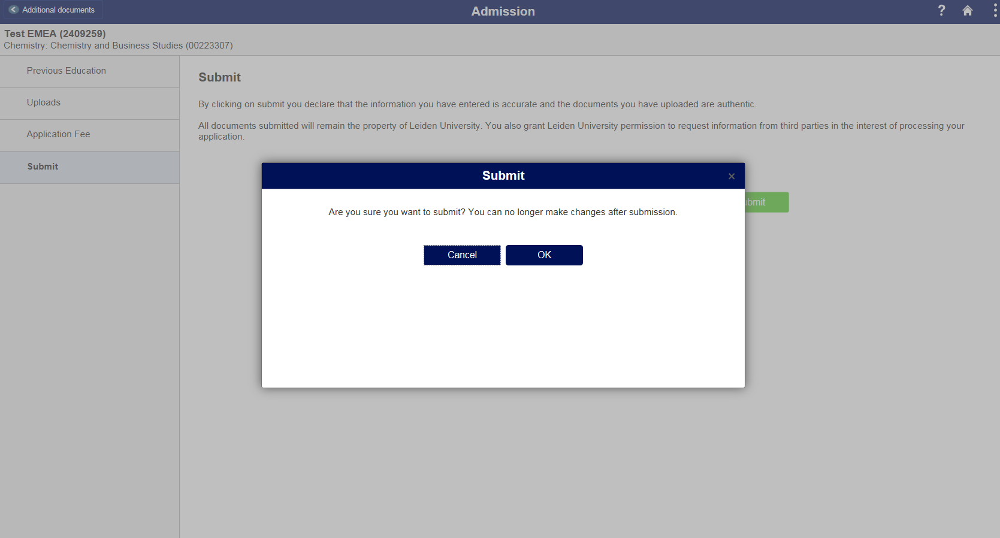 Additional documents
Admission
?
Test EMEA (2409259)
Chemistry: Chemistry and Business Studies (00223307)
Previous Education
Uploads
Application Fee
Submit
Submit
By clicking on submit you declare that the information you have entered is accurate and the documents you have uploaded are authentic.
All documents submitted will remain the property of Leiden University. You also grant Leiden University permission to request information from third parties in the interest of processing your
application.
Submit
×
bmit
Are you sure you want to submit? You can no longer make changes after submission.
Cancel
OK